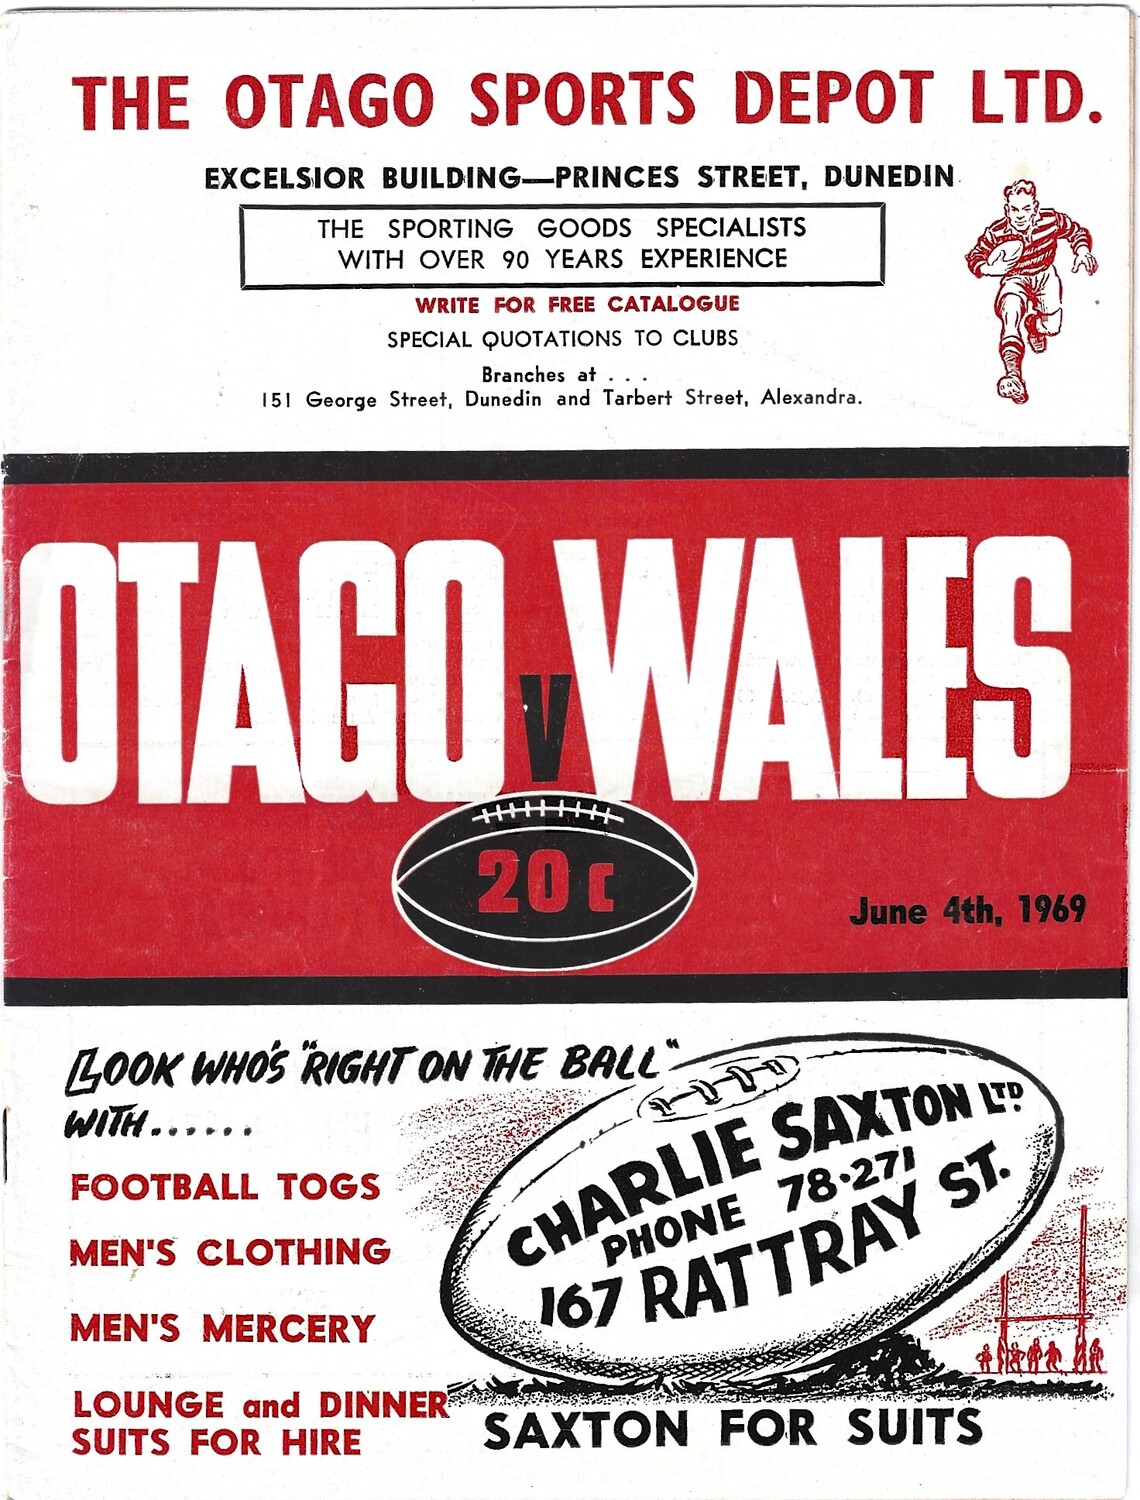 THE OTAGO SPORTS DEPOT LTD.
EXCELSIOR BUILDING—PRINCES STREET, DUNEDIN
THE SPORTING GOODS SPECIALISTS
WITH OVER 90 YEARS EXPERIENCE
WRITE FOR FREE CATALOGUE
SPECIAL QUOTATIONS TO CLUBS
Branches at . . .
151 George Street, Dunedin and Tarbert Street, Alexandra.
OTAGO V WALES
20c
June 4th, 1969
LOOK WHO'S "RIGHT ON THE BALL"
WITH.......
FOOTBALL TOGS
MEN'S CLOTHING
MEN'S MERCERY
LOUNGE and DINNER
SUITS FOR HIRE
CHARLIE SAXTON LTD.
PHONE 78·271
167 RATTRAY ST.
SAXTON FOR SUITS